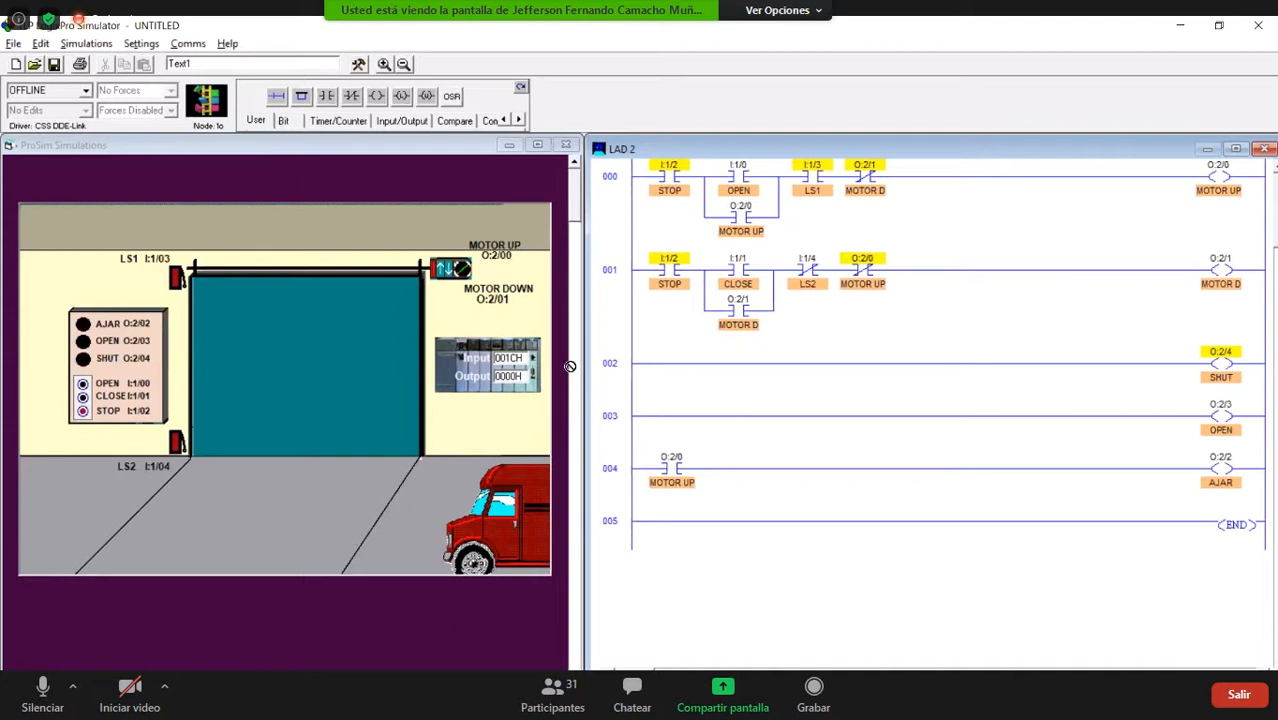 Usted está viendo la pantalla de Jefferson Fernando Camacho Muñ...
Ver Opciones
Pro Simulator - UNTITLED
File Edit Simulations Settings Comms Help
Text1
OFFLINE
No Forces
No Edits
Forces Disabled
Driver: CSS DDE-Link
Node: 1o
OSR
User Bit Timer/Counter Input/Output Compare Con
ProSim Simulations
LS1 I:1/03
MOTOR UP
O:2/00
MOTOR DOWN
O:2/01
AJAR O:2/02
OPEN O:2/03
SHUT O:2/04
OPEN I:1/00
CLOSE I:1/01
STOP I:1/02
Input 001CH
Output 0000H
LS2 I:1/04
LAD 2
I:1/2 I:1/0 I:1/3 O:2/1 O:2/0
000
STOP OPEN LS1 MOTOR D MOTOR UP
O:2/0
MOTOR UP
I:1/2 I:1/1 I:1/4 O:2/0 O:2/1
001
STOP CLOSE LS2 MOTOR UP MOTOR D
O:2/1
MOTOR D
O:2/4
002
SHUT
O:2/3
003
OPEN
O:2/0 O:2/2
004
MOTOR UP AJAR
005
END
31
Silenciar
Iniciar video
Participantes
Chatear
Compartir pantalla
Grabar
Salir